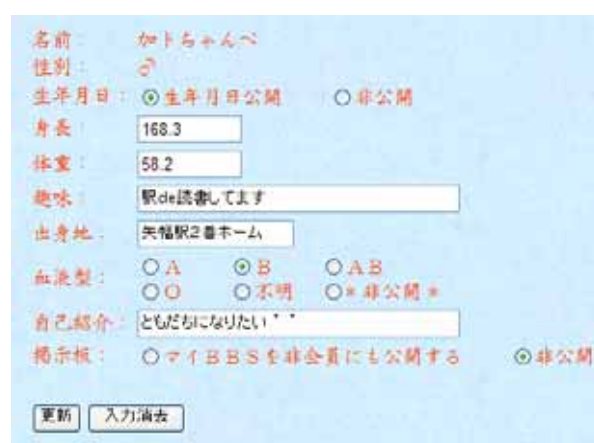 名前: 加トちゃんぺ
性別: ♂
生年月日: 生年月日公開 非公開
身長: 168.3
体重: 58.2
趣味: 駅de読書してます
出身地: 矢幅駅2番ホーム
血液型: A B AB
O 不明 *非公開*
自己紹介: ともだちになりたい^^
掲示板: マイBBSを非会員にも公開する 非公開
更新 入力消去